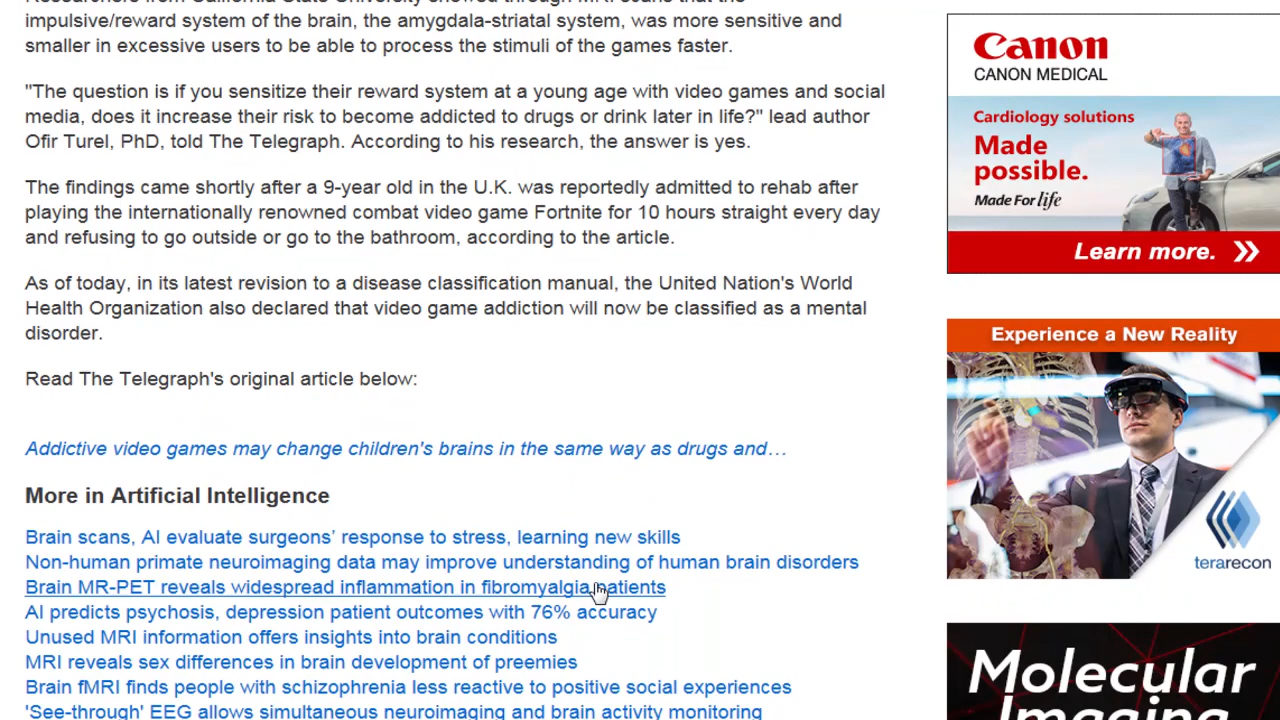 impulsive/reward system of the brain, the amygdala-striatal system, was more sensitive and
smaller in excessive users to be able to process the stimuli of the games faster.
"The question is if you sensitize their reward system at a young age with video games and social
media, does it increase their risk to become addicted to drugs or drink later in life?" lead author
Ofir Turel, PhD, told The Telegraph. According to his research, the answer is yes.
The findings came shortly after a 9-year old in the U.K. was reportedly admitted to rehab after
playing the internationally renowned combat video game Fortnite for 10 hours straight every day
and refusing to go outside or go to the bathroom, according to the article.
As of today, in its latest revision to a disease classification manual, the United Nation's World
Health Organization also declared that video game addiction will now be classified as a mental
disorder.
Read The Telegraph's original article below:
Addictive video games may change children's brains in the same way as drugs and…
More in Artificial Intelligence
Brain scans, AI evaluate surgeons' response to stress, learning new skills
Non-human primate neuroimaging data may improve understanding of human brain disorders
Brain MR-PET reveals widespread inflammation in fibromyalgia patients
AI predicts psychosis, depression patient outcomes with 76% accuracy
Unused MRI information offers insights into brain conditions
MRI reveals sex differences in brain development of preemies
Brain fMRI finds people with schizophrenia less reactive to positive social experiences
'See-through' EEG allows simultaneous neuroimaging and brain activity monitoring
Canon
CANON MEDICAL
Cardiology solutions
Made
possible.
Made For life
Learn more. »
Experience a New Reality
terarecon
Molecular
Imaging